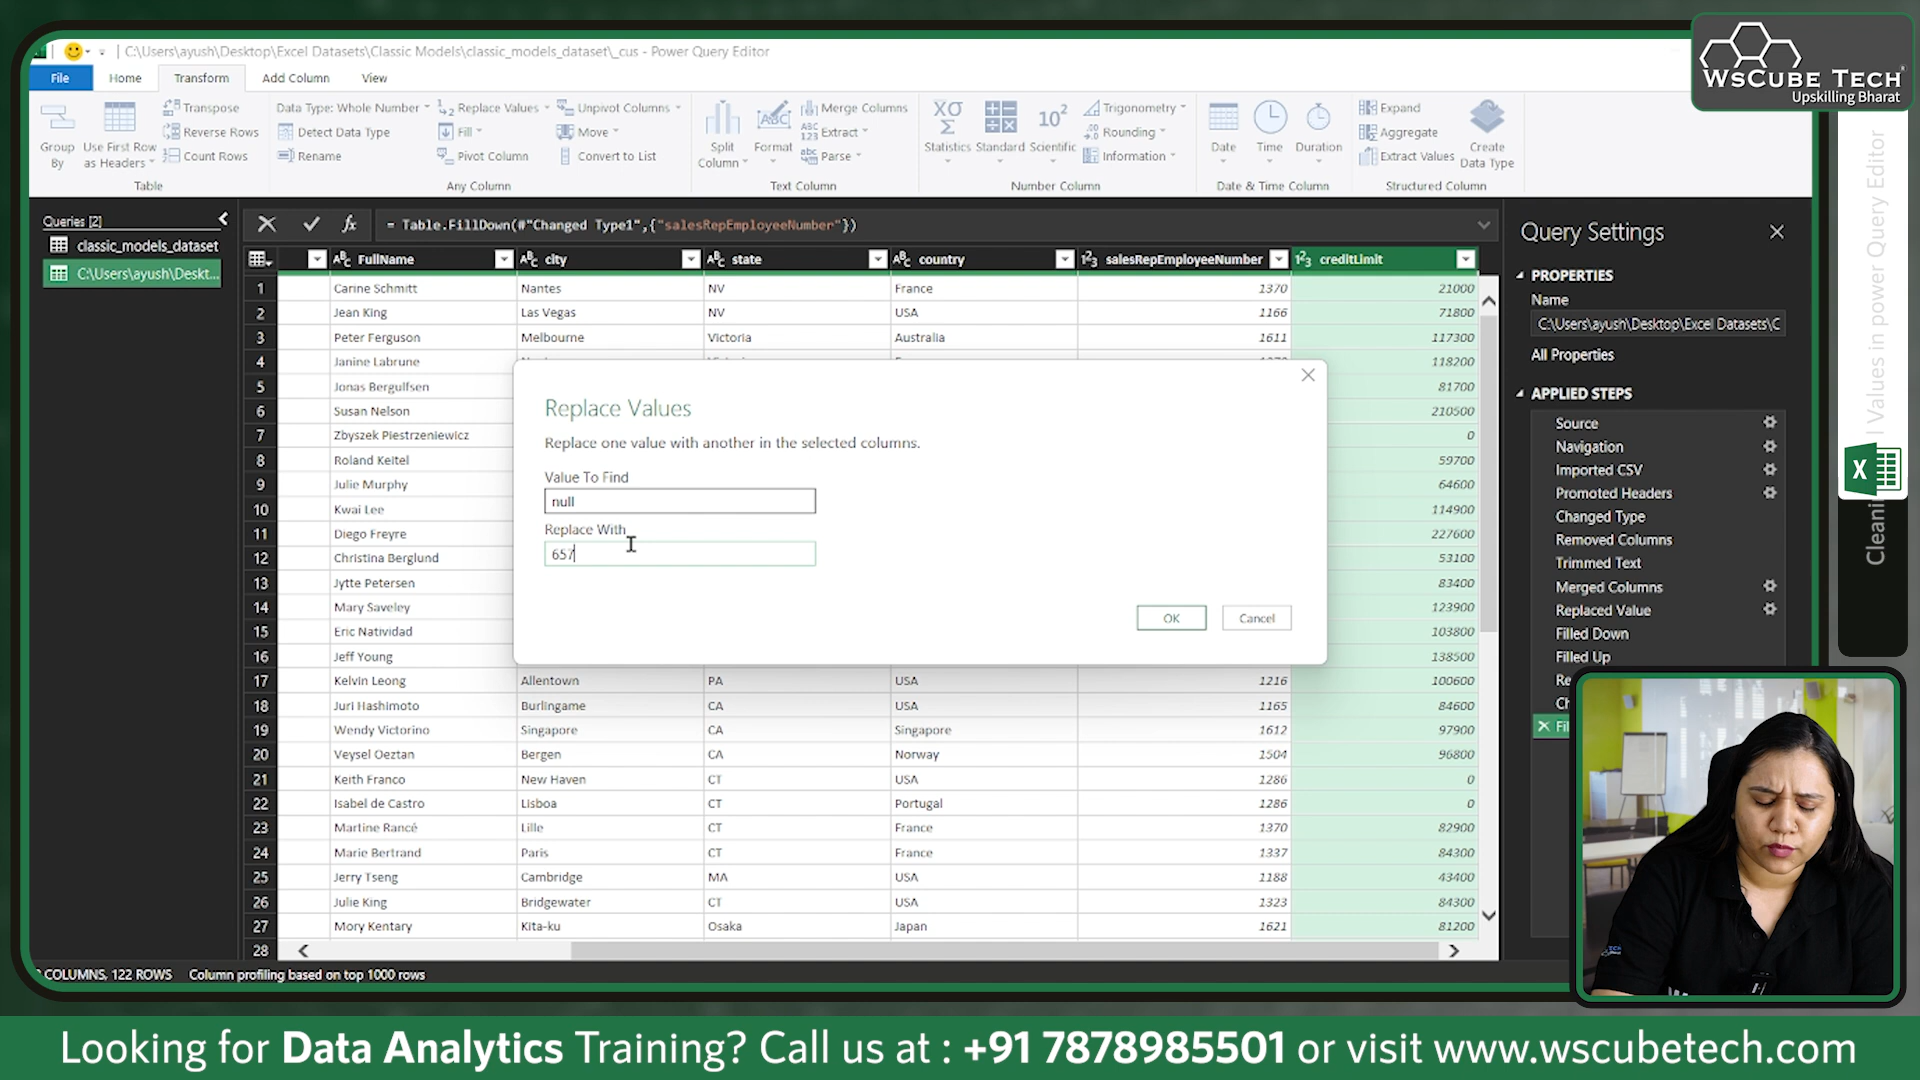 C:\Users\ayush\Desktop\Excel Datasets\Classic Models\classic_models_dataset\_cus - Power Query Editor
WsCube Tech
Upskilling Bharat
File Home Transform Add Column View
Group By
Use First Row as Headers
Transpose
Reverse Rows
Count Rows
Table
Data Type: Whole Number
Detect Data Type
Rename
Replace Values
Fill
Pivot Column
Unpivot Columns
Move
Convert to List
Any Column
Split Column
Format
Merge Columns
Extract
Parse
Text Column
Statistics
Standard
Scientific
Trigonometry
Rounding
Information
Number Column
Date
Time
Duration
Date & Time Column
Expand
Aggregate
Extract Values
Create Data Type
Structured Column
Queries [2]
classic_models_dataset
C:\Users\ayush\Deskt...
= Table.FillDown(#"Changed Type1",{"salesRepEmployeeNumber"})
FullName city state country salesRepEmployeeNumber creditLimit
1 Carine Schmitt Nantes NV France 1370 21000
2 Jean King Las Vegas NV USA 1166 71800
3 Peter Ferguson Melbourne Victoria Australia 1611 117300
4 Janine Labrune 118200
5 Jonas Bergulfsen 81700
6 Susan Nelson 210500
7 Zbyszek Piestrzeniewicz 0
8 Roland Keitel 59700
9 Julie Murphy 64600
10 Kwai Lee 114900
11 Diego Freyre 227600
12 Christina Berglund 53100
13 Jytte Petersen 83400
14 Mary Saveley 123900
15 Eric Natividad 103800
16 Jeff Young 138500
17 Kelvin Leong Allentown PA USA 1216 100600
18 Juri Hashimoto Burlingame CA USA 1165 84600
19 Wendy Victorino Singapore CA Singapore 1612 97900
20 Veysel Oeztan Bergen CA Norway 1504 96800
21 Keith Franco New Haven CT USA 1286 0
22 Isabel de Castro Lisboa CT Portugal 1286 0
23 Martine Rancé Lille CT France 1370 82900
24 Marie Bertrand Paris CT France 1337 84300
25 Jerry Tseng Cambridge MA USA 1188 43400
26 Julie King Bridgewater CT USA 1323 84300
27 Mory Kentary Kita-ku Osaka Japan 1621 81200
28
Replace Values
Replace one value with another in the selected columns.
Value To Find
null
Replace With
657
OK Cancel
Query Settings
PROPERTIES
Name
C:\Users\ayush\Desktop\Excel Datasets\C
All Properties
APPLIED STEPS
Source
Navigation
Imported CSV
Promoted Headers
Changed Type
Removed Columns
Trimmed Text
Merged Columns
Replaced Value
Filled Down
Filled Up
Re
Ch
Fil
COLUMNS, 122 ROWS Column profiling based on top 1000 rows
Cleani
l Values in power Query Editor
Looking for Data Analytics Training? Call us at : +91 7878985501 or visit www.wscubetech.com